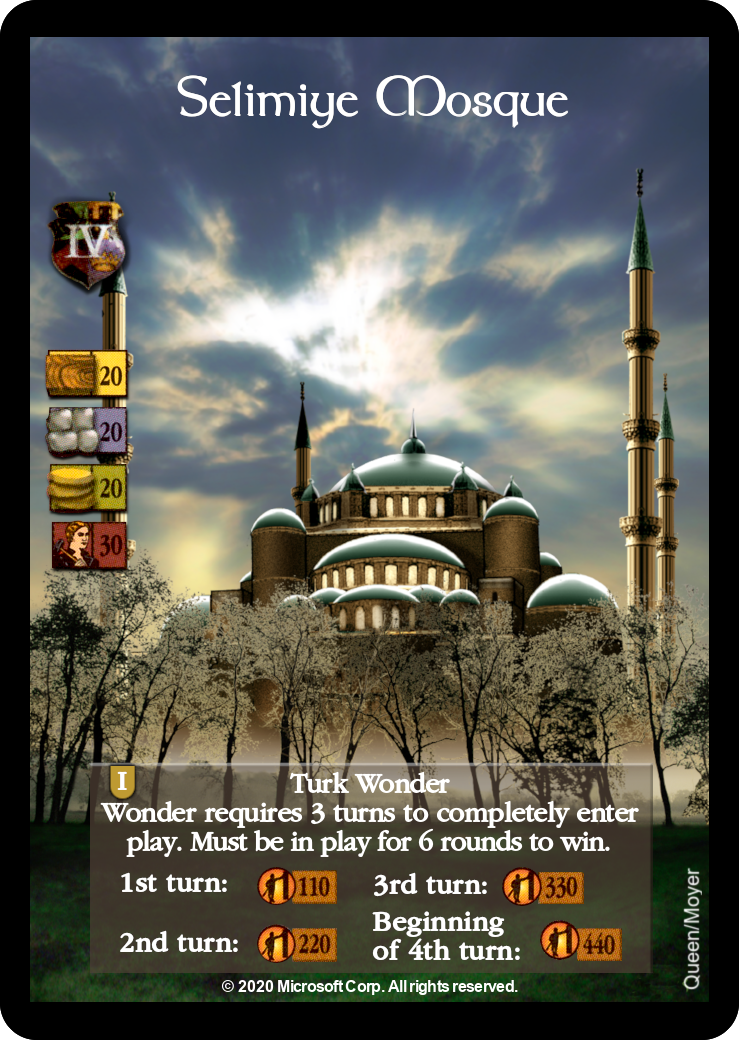 Selimiye Mosque
IV
20
20
20
30
I
Turk Wonder
Wonder requires 3 turns to completely enter
play. Must be in play for 6 rounds to win.
1st turn: 110
3rd turn: 330
2nd turn: 220
Beginning
of 4th turn: 440
Queen/Moyer
© 2020 Microsoft Corp. All rights reserved.